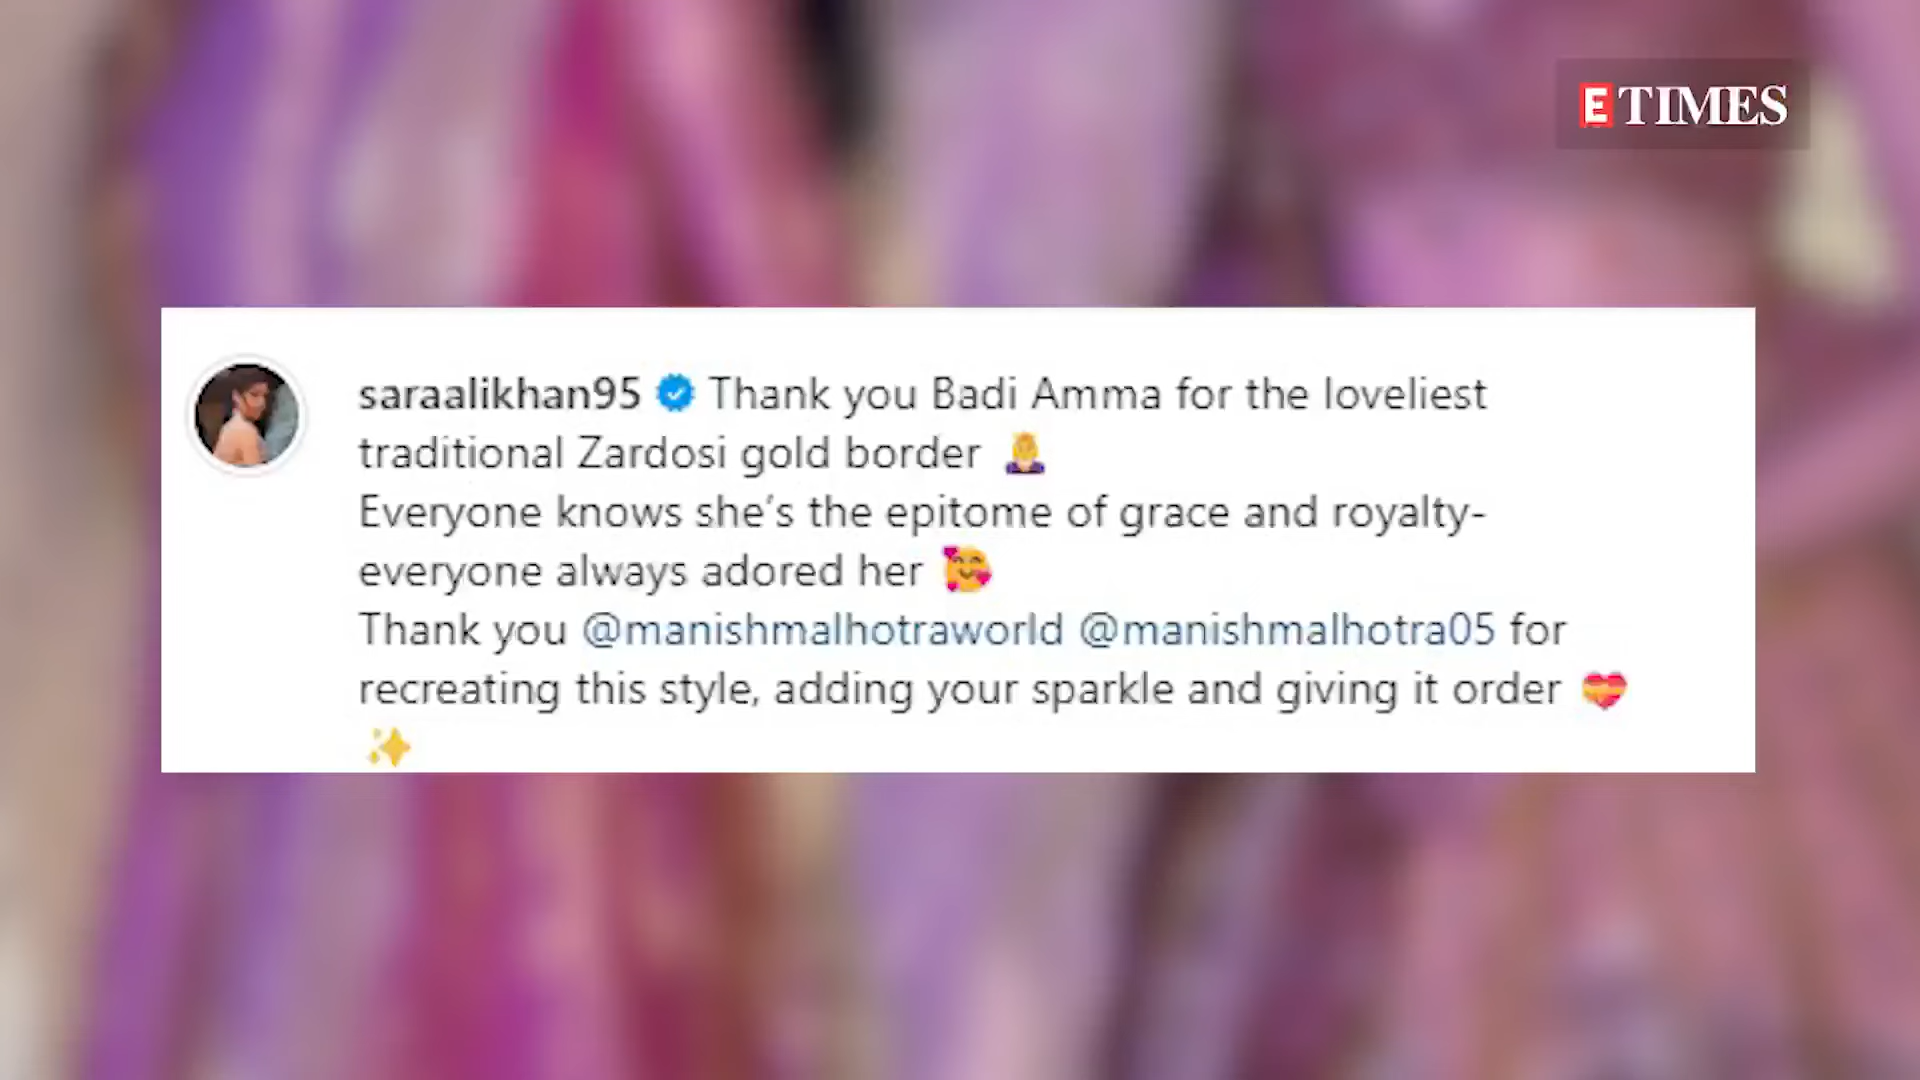 ETIMES
saraalikhan95 Thank you Badi Amma for the loveliest
traditional Zardosi gold border 🙇‍♀️
Everyone knows she’s the epitome of grace and royalty-
everyone always adored her 🥰
Thank you @manishmalhotraworld @manishmalhotra05 for
recreating this style, adding your sparkle and giving it order 💝
✨